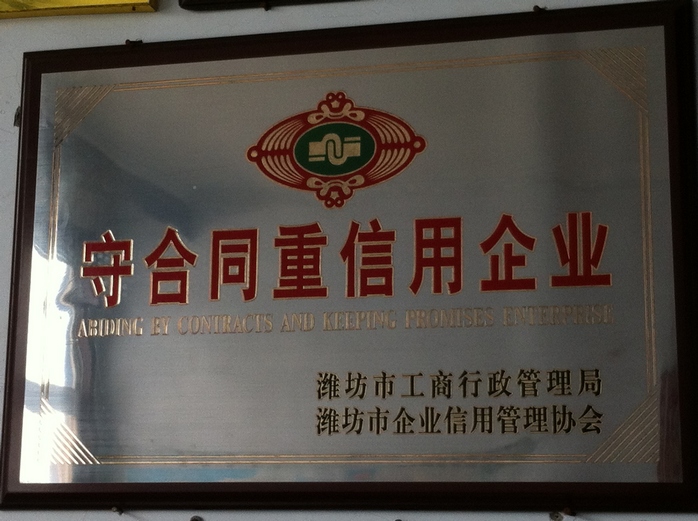 守合同重信用企业
ABIDING BY CONTRACTS AND KEEPING PROMISES ENTERPRISE
潍坊市工商行政管理局
潍坊市企业信用管理协会